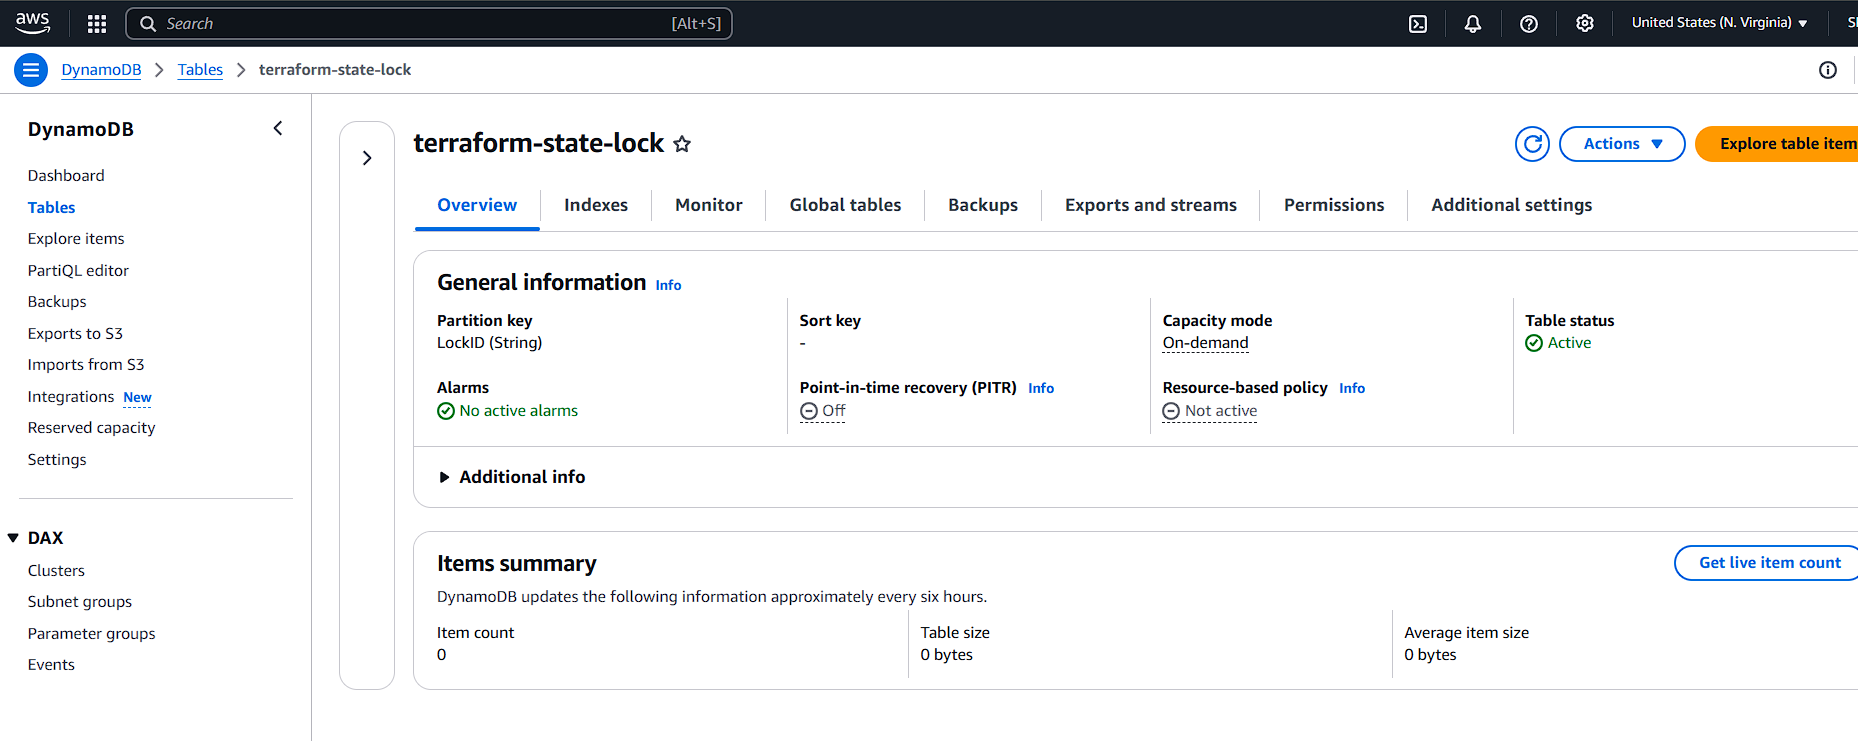 aws
Search [Alt+S]
United States (N. Virginia)
DynamoDB > Tables > terraform-state-lock
DynamoDB
Dashboard
Tables
Explore items
PartiQL editor
Backups
Exports to S3
Imports from S3
Integrations New
Reserved capacity
Settings
DAX
Clusters
Subnet groups
Parameter groups
Events
terraform-state-lock
Actions
Explore table item
Overview Indexes Monitor Global tables Backups Exports and streams Permissions Additional settings
General information Info
Partition key
LockID (String)
Sort key
-
Capacity mode
On-demand
Table status
Active
Alarms
No active alarms
Point-in-time recovery (PITR) Info
Off
Resource-based policy Info
Not active
Additional info
Items summary
Get live item count
DynamoDB updates the following information approximately every six hours.
Item count
0
Table size
0 bytes
Average item size
0 bytes